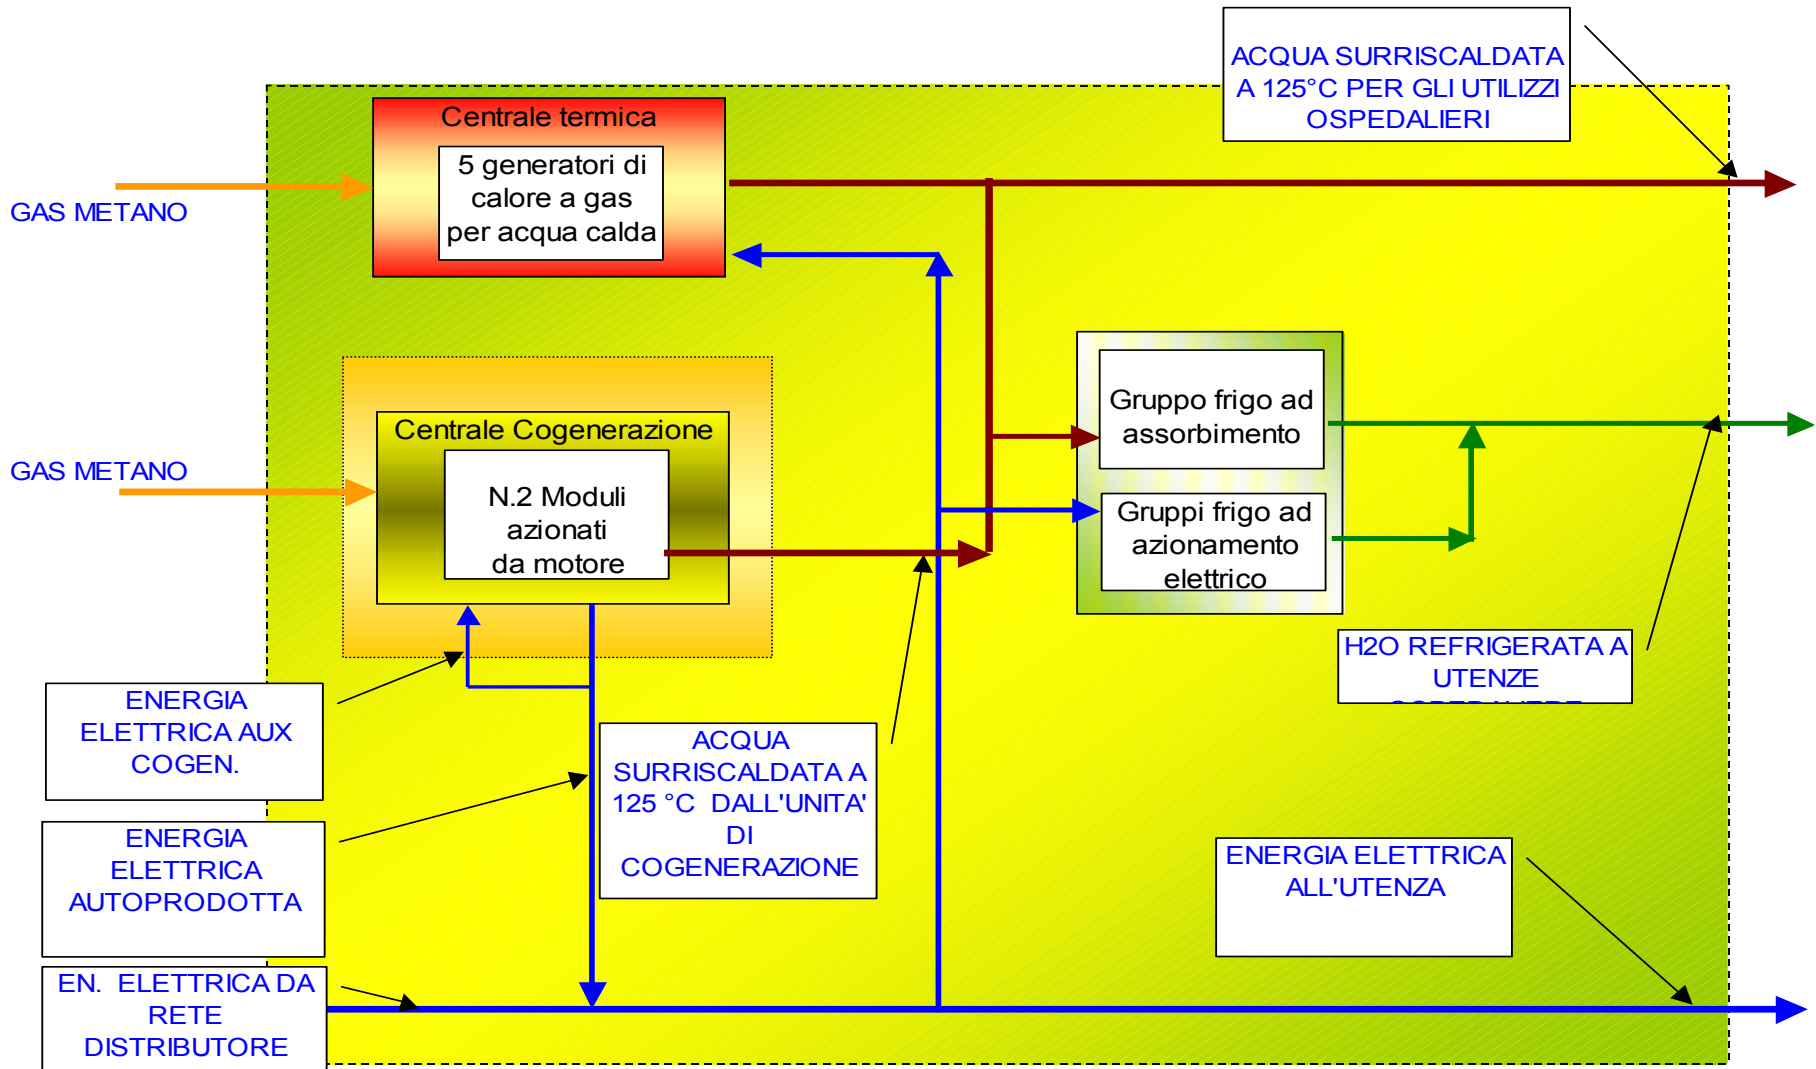 ACQUA SURRISCALDATA
A 125°C PER GLI UTILIZZI
OSPEDALIERI
Centrale termica
5 generatori di
calore a gas
per acqua calda
GAS METANO
Gruppo frigo ad
assorbimento
Centrale Cogenerazione
GAS METANO
N.2 Moduli
azionati
da motore
Gruppi frigo ad
azionamento
elettrico
H2O REFRIGERATA A
UTENZE
ENERGIA
ELETTRICA AUX
COGEN.
ACQUA
SURRISCALDATA A
125 °C DALL'UNITA'
DI
COGENERAZIONE
ENERGIA
ELETTRICA
AUTOPRODOTTA
ENERGIA ELETTRICA
ALL'UTENZA
EN. ELETTRICA DA
RETE
DISTRIBUTORE